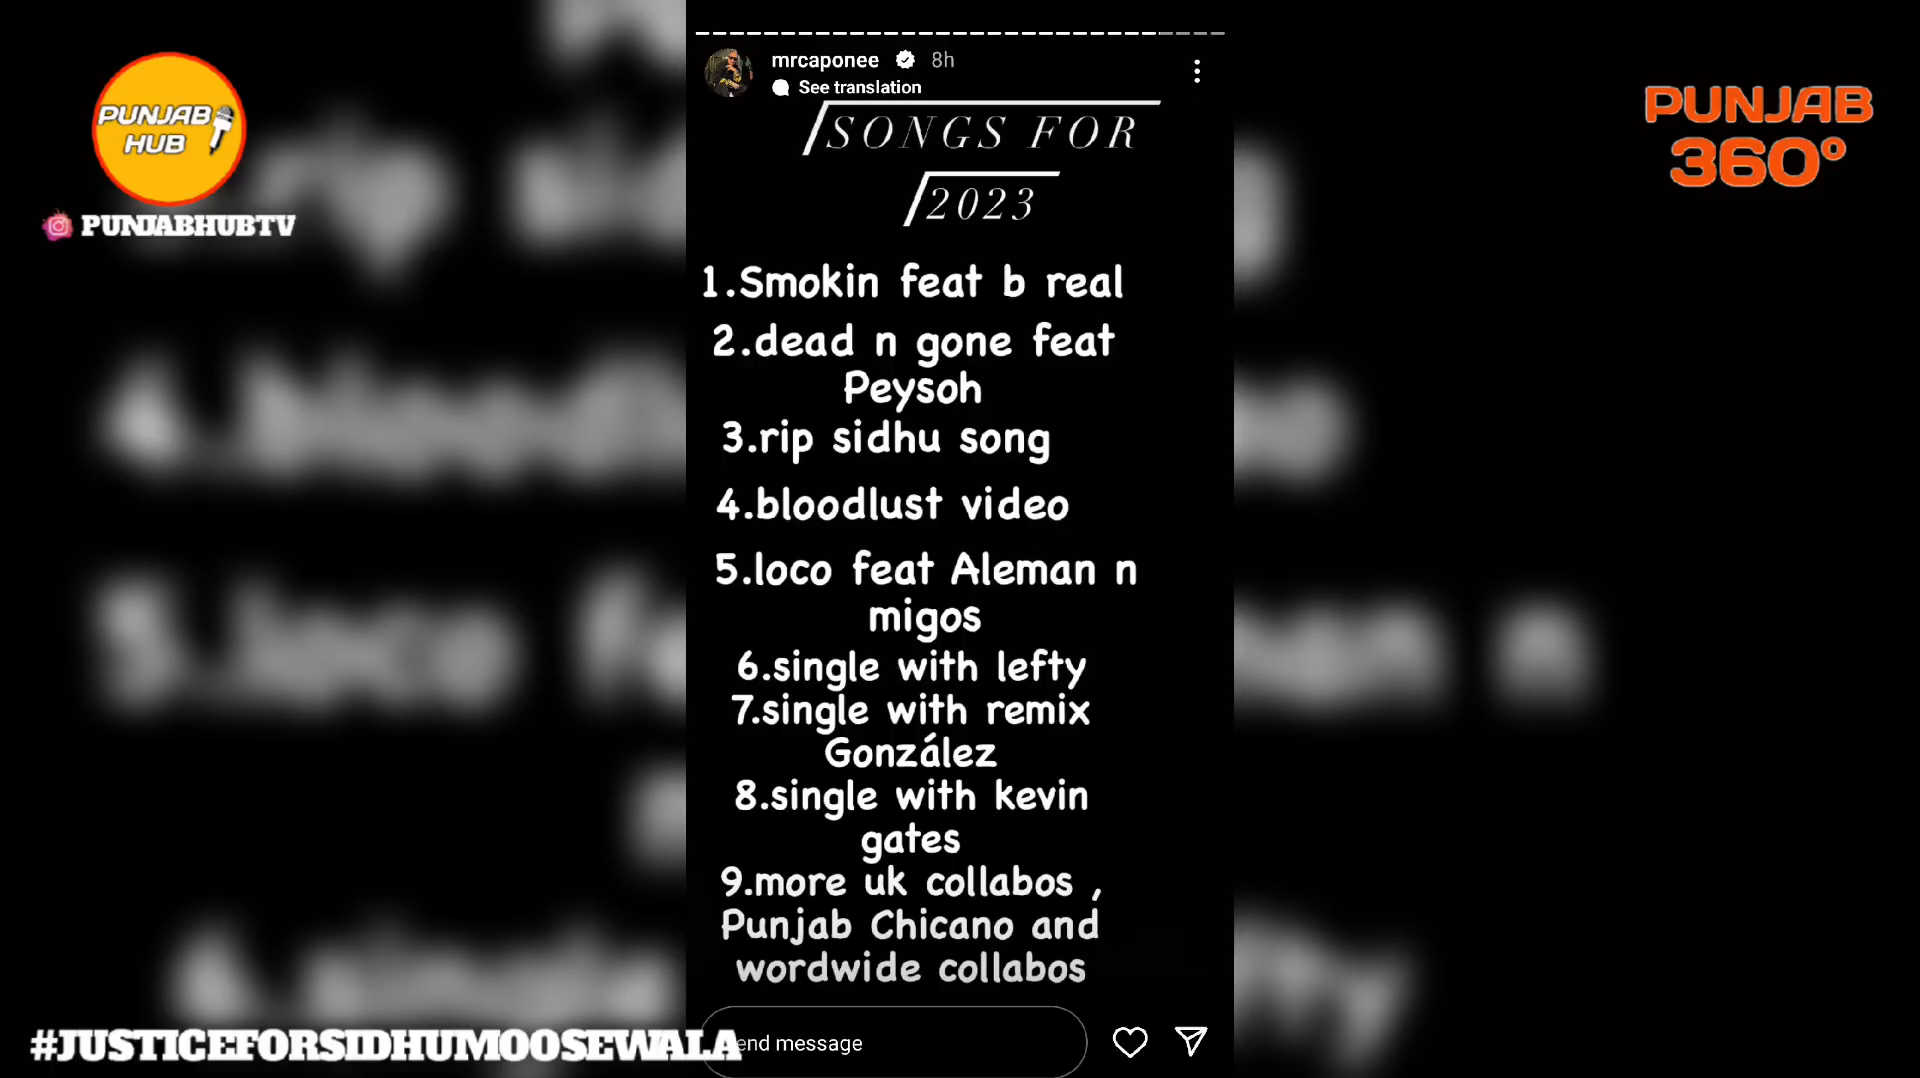 PUNJAB
HUB
PUNJABHUBTV
mrcaponee 8h
See translation
SONGS FOR
2023
1.Smokin feat b real
2.dead n gone feat
Peysoh
3.rip sidhu song
4.bloodlust video
5.loco feat Aleman n
migos
6.single with lefty
7.single with remix
González
8.single with kevin
gates
9.more uk collabos ,
Punjab Chicano and
wordwide collabos
end message
#JUSTICEFORSIDHUMOOSEWALA
PUNJAB
360°